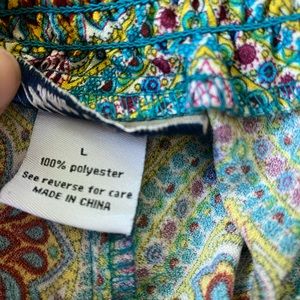 L
100% polyester
See reverse for care
MADE IN CHINA